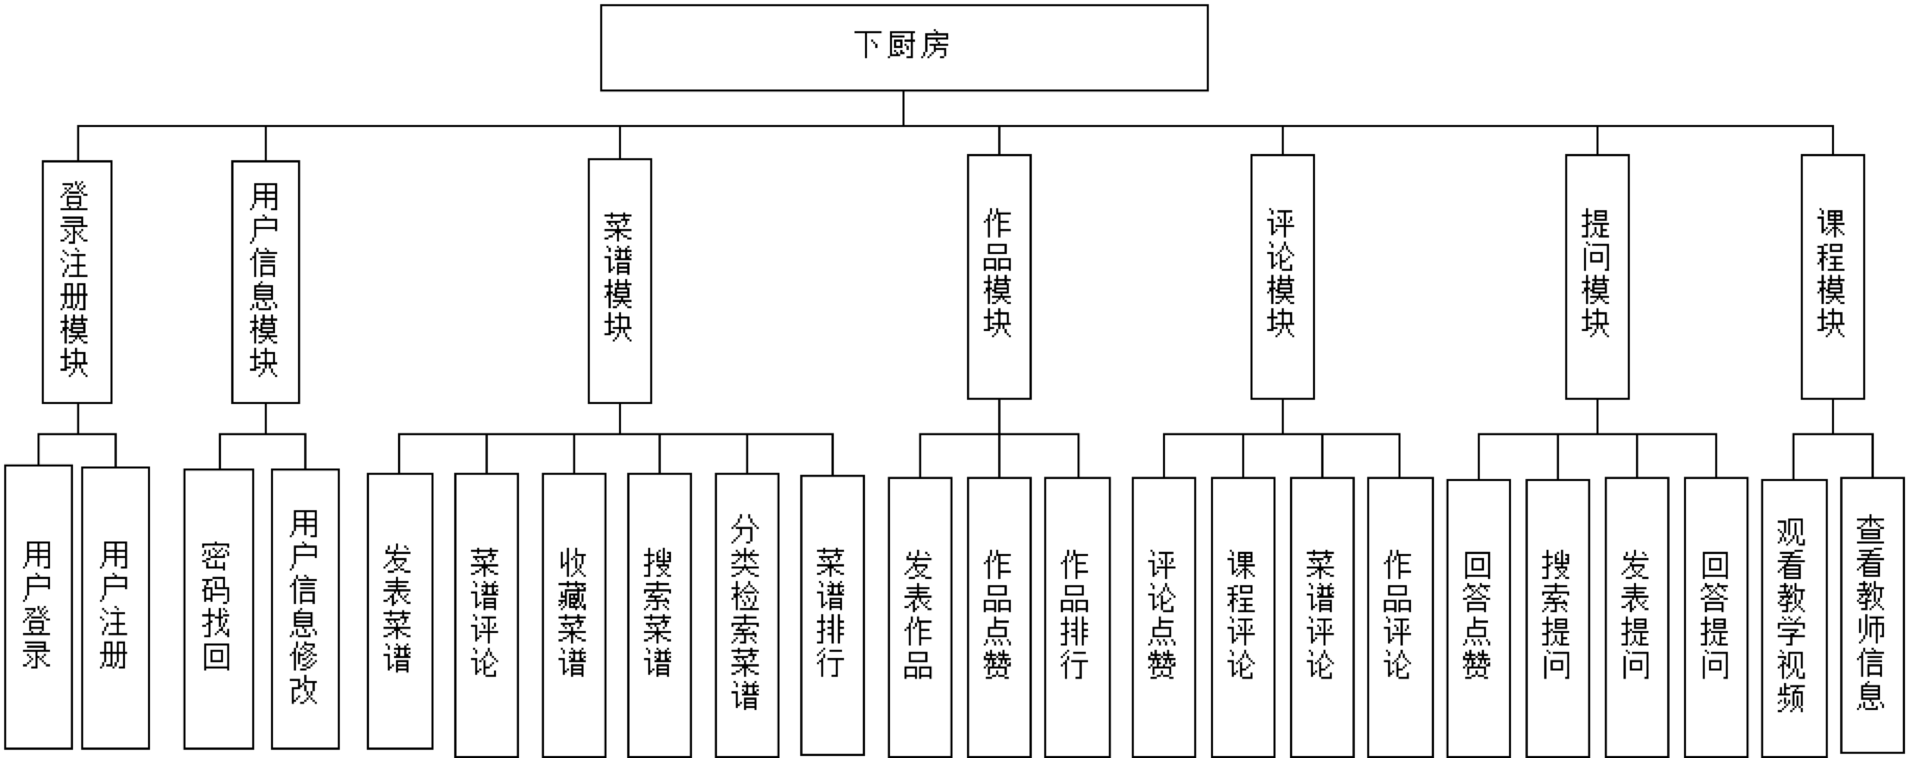 下厨房
登录注册模块
用户信息模块
菜谱模块
作品模块
评论模块
提问模块
课程模块
用户登录
用户注册
密码找回
用户信息修改
发表菜谱
菜谱评论
收藏菜谱
搜索菜谱
分类检索菜谱
菜谱排行
发表作品
作品点赞
作品排行
评论点赞
课程评论
菜谱评论
作品评论
回答点赞
搜索提问
发表提问
回答提问
观看教学视频
查看教师信息